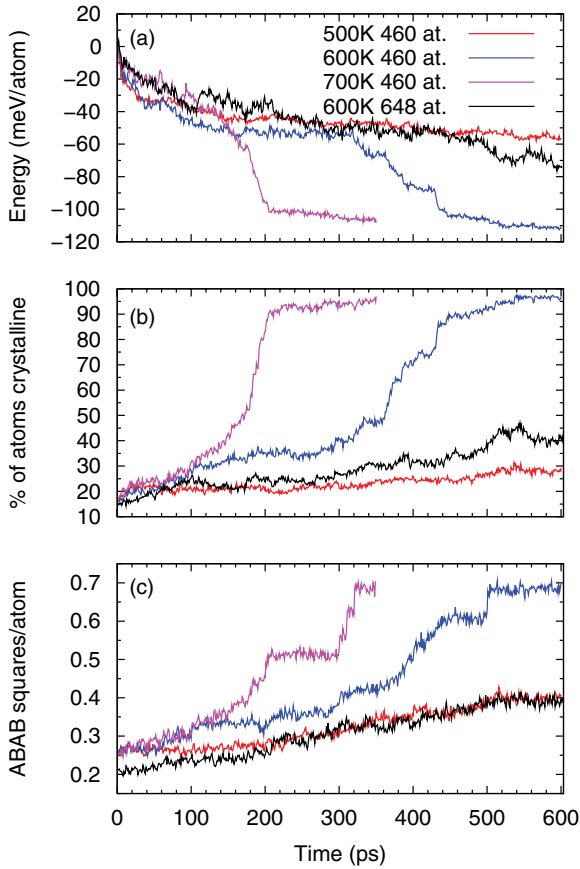 (a)
500K 460 at.
600K 460 at.
700K 460 at.
600K 648 at.
Energy (meV/atom)
20
0
−20
−40
−60
−80
−100
−120
(b)
% of atoms crystalline
100
90
80
70
60
50
40
30
20
10
(c)
ABAB squares/atom
0.7
0.6
0.5
0.4
0.3
0.2
0 100 200 300 400 500 600
Time (ps)